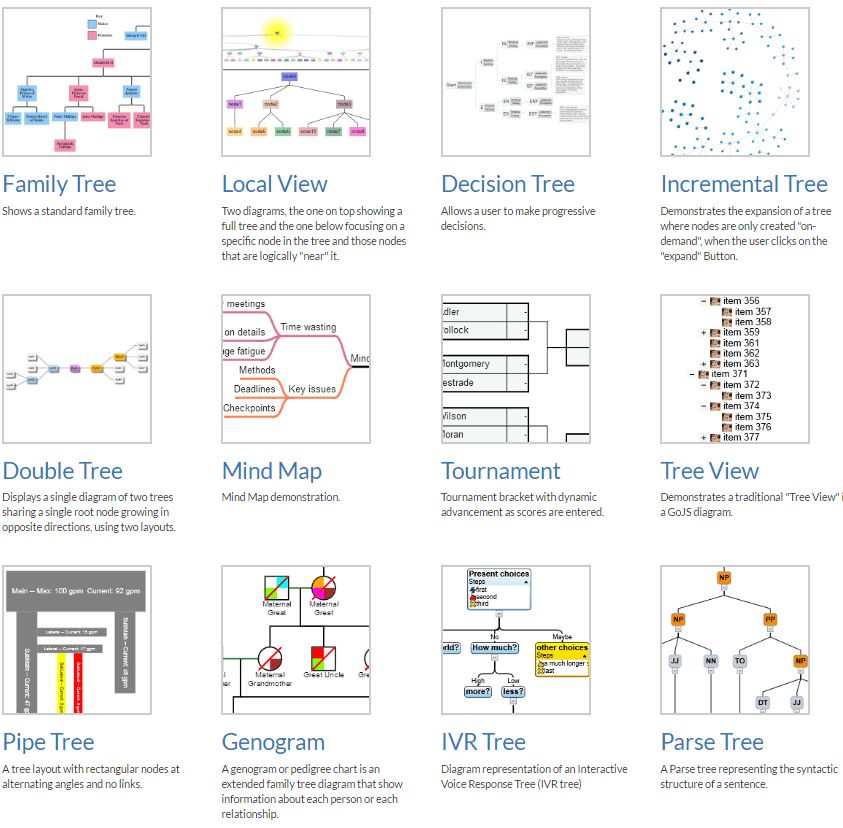 Key
Males
Females
Elizabeth II
Family Tree
Shows a standard family tree.
node1
node2
node3
node4
node5
node6
node10
node7
node8
Local View
Two diagrams, the one on top showing a
full tree and the one below focusing on a
specific node in the tree and those nodes
that are logically "near" it.
Start
Decision Tree
Allows a user to make progressive
decisions.
Incremental Tree
Demonstrates the expansion of a tree
where nodes are only created "on-
demand", when the user clicks on the
"expand" Button.
Double Tree
Displays a single diagram of two trees
sharing a single root node growing in
opposite directions, using two layouts.
meetings
on details
Time wasting
ge fatigue
Mind
Methods
Deadlines
Key issues
Checkpoints
Mind Map
Mind Map demonstration.
dler
ollock
ontgomery
estrade
Wilson
oran
Tournament
Tournament bracket with dynamic
advancement as scores are entered.
item 356
item 357
item 358
item 359
item 361
item 362
item 363
item 371
item 372
item 373
item 374
item 375
item 376
item 377
Tree View
Demonstrates a traditional "Tree View" i
a GoJS diagram.
Main – Max: 100 gpm Current: 92 gpm
Lateral – Current: 15 gpm
Lateral – Current: 17 gpm
SubMain – Current: 47 g
SubMain – Current: 45 gpm
Pipe Tree
A tree layout with rectangular nodes at
alternating angles and no links.
Maternal
Great
Maternal
Great
Maternal
Grandmother
Great Uncle
Gre
Genogram
A genogram or pedigree chart is an
extended family tree diagram that show
information about each person or each
relationship.
Present choices
Steps
first
second
third
No
Maybe
rld?
How much?
other choices
Steps
a much longer s
last
High
Low
more?
less?
IVR Tree
Diagram representation of an Interactive
Voice Response Tree (IVR tree)
NP
NP
PP
JJ
NN
TO
NP
DT
JJ
Parse Tree
A Parse tree representing the syntactic
structure of a sentence.